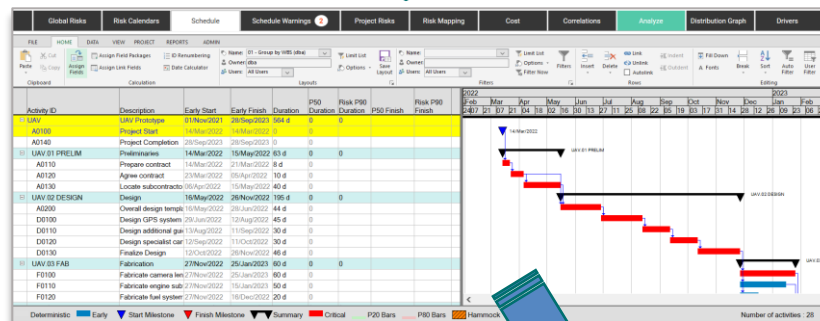 Global Risks Risk Calendars Schedule Schedule Warnings 2 Project Risks Risk Mapping Cost Correlations Analyze Distribution Graph Drivers
FILE HOME DATA VIEW PROJECT REPORTS ADMIN
Paste Cut Copy Assign Fields Assign Field Packages Assign Link Fields ID Renumbering Date Calculator Name: 01 - Group by WBS (dba) Owner: dba Users: All Users Limit List Options Save Layout Name: Owner: Users: All Users Limit List Options Filter Now Filters Insert Delete Link Unlink Autolink Indent Outdent Fill Down Fonts Break Sort Auto Filter User Filter
Clipboard Calculation Layouts Filters Rows Editing
2022 2023
Activity ID Description Early Start Early Finish Duration P50 Duration Risk P90 Duration P50 Finish Risk P90 Finish
Feb Mar Apr May Jun Jul Aug Sep Oct Nov Dec Jan Feb
UAV UAV Prototype 01/Nov/2021 28/Sep/2023 564 d 0 0
A0100 Project Start 14/Mar/2022 14/Mar/2022 0 0
14/Mar/2022
A0140 Project Completion 28/Sep/2023 28/Sep/2023 0 0
UAV.01 PRELIM Preliminaries 14/Mar/2022 15/May/2022 63 d 0 0
UAV.01 PRELIM
A0110 Prepare contract 14/Mar/2022 21/Mar/2022 8 d 0
A0120 Agree contract 23/Mar/2022 05/Apr/2022 10 d 0
A0130 Locate subcontracto 06/Apr/2022 15/May/2022 40 d 0
UAV.02 DESIGN Design 16/May/2022 26/Nov/2022 195 d 0 0
UAV.02 DESIGN
A0200 Overall design templa 16/May/2022 28/Jun/2022 44 d 0
D0100 Design GPS system 29/Jun/2022 12/Aug/2022 45 d 0
D0110 Design additional gui 13/Aug/2022 11/Sep/2022 30 d 0
D0120 Design specialist car 12/Sep/2022 11/Oct/2022 30 d 0
D0130 Finalize Design 12/Oct/2022 26/Nov/2022 46 d 0
UAV.03 FAB Fabrication 27/Nov/2022 25/Jan/2023 60 d 0 0
F0100 Fabricate camera len 27/Nov/2022 25/Jan/2023 60 d 0
F0110 Fabricate engine sub 27/Nov/2022 15/Jan/2023 50 d 0
F0120 Fabricate fuel system 27/Nov/2022 16/Dec/2022 20 d 0
Deterministic Early Start Milestone Finish Milestone Summary Critical P20 Bars P80 Bars Hammock Number of activities : 28